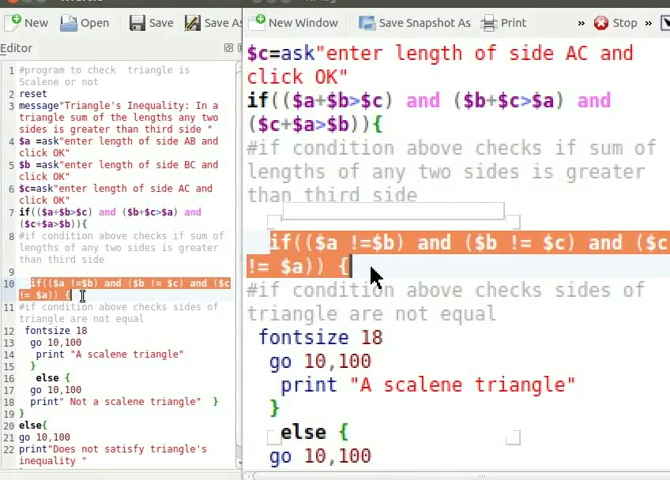 New Open Save Save As
Editor
1 #program to check triangle is
Scalene or not
2 reset
3 message"Triangle's Inequality: In a
triangle sum of the lengths any two
sides is greater than third side "
4 $a =ask"enter length of side AB and
click OK"
5 $b =ask"enter length of side BC and
click OK"
6 $c=ask"enter length of side AC and
click OK"
7 if(($a+$b>$c) and ($b+$c>$a) and
($c+$a>$b)){
8 #if condition above checks if sum of
lengths of any two sides is greater
than third side
9
10 if(($a !=$b) and ($b != $c) and ($c
!= $a)) {
11 #if condition above checks sides of
triangle are not equal
12 fontsize 18
13 go 10,100
14 print "A scalene triangle"
15 }
16 else {
17 go 10,100
18 print" Not a scalene triangle" }
19 }
20 else{
21 go 10,100
22 print"Does not satisfy triangle's
inequality "
New Window Save Snapshot As Print » Stop »
$c=ask"enter length of side AC and
click OK"
if(($a+$b>$c) and ($b+$c>$a) and
($c+$a>$b)){
#if condition above checks if sum of
lengths of any two sides is greater
than third side
if(($a !=$b) and ($b != $c) and ($c
!= $a)) {
#if condition above checks sides of
triangle are not equal
fontsize 18
go 10,100
print "A scalene triangle"
}
else {
go 10,100